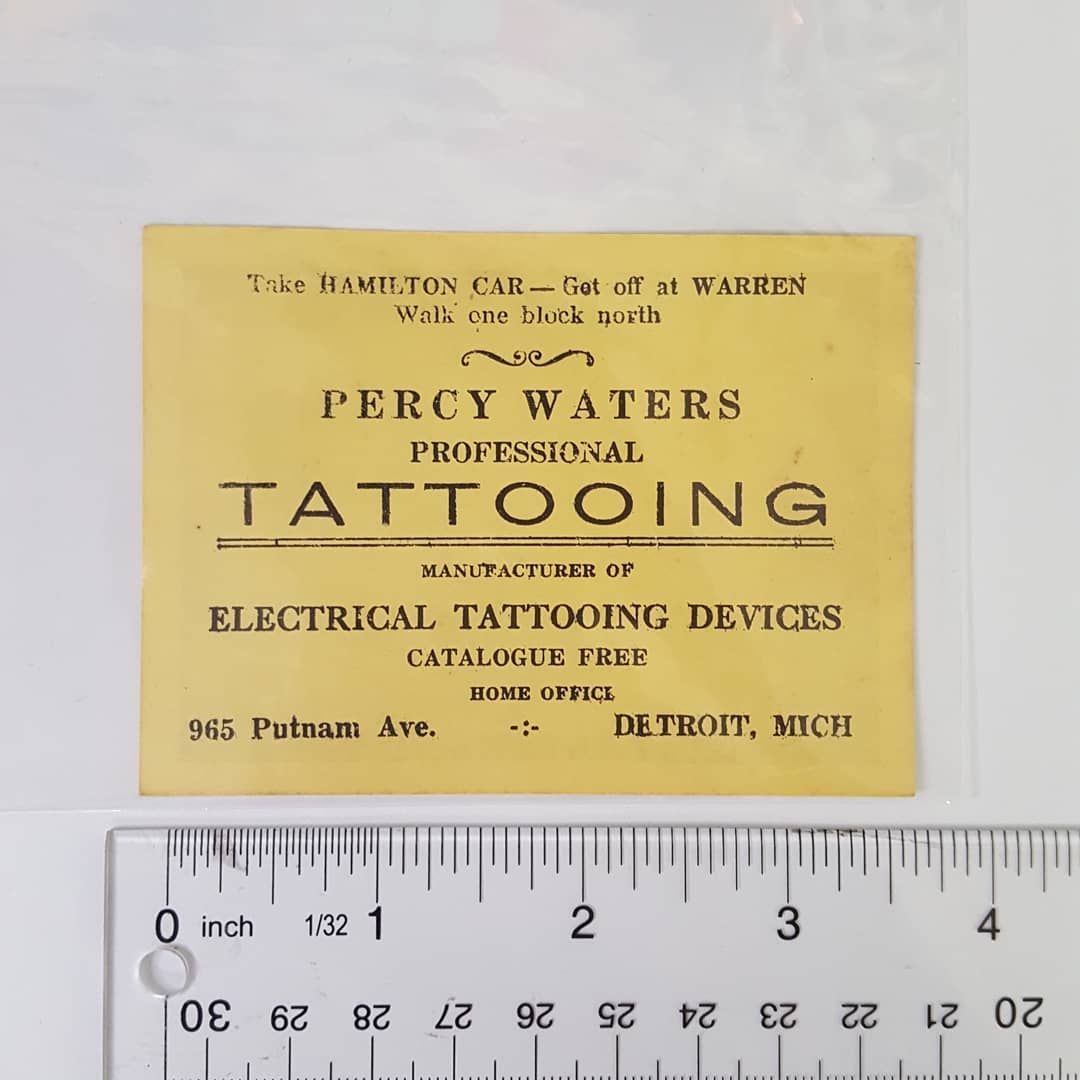 Take HAMILTON CAR — Get off at WARREN
Walk one block north
PERCY WATERS
PROFESSIONAL
TATTOOING
MANUFACTURER OF
ELECTRICAL TATTOOING DEVICES
CATALOGUE FREE
HOME OFFICE
965 Putnam Ave. -:- DETROIT, MICH
0 inch 1/32 1 2 3 4
30 29 28 27 26 25 24 23 22 21 20